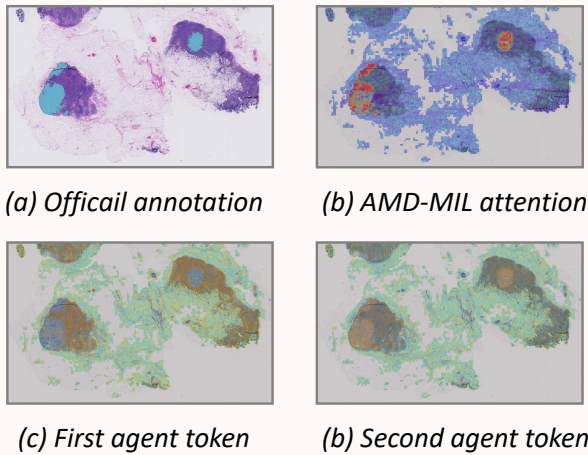 (a) Officail annotation
(b) AMD-MIL attention
(c) First agent token
(b) Second agent token